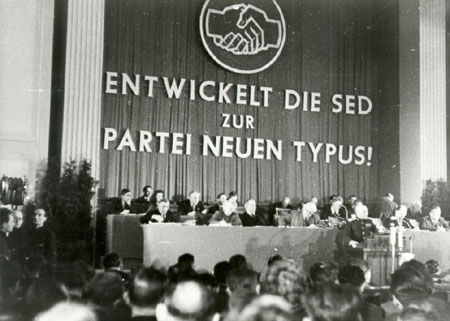 ENTWICKELT DIE SED
ZUR
PARTEI NEUEN TYPUS!